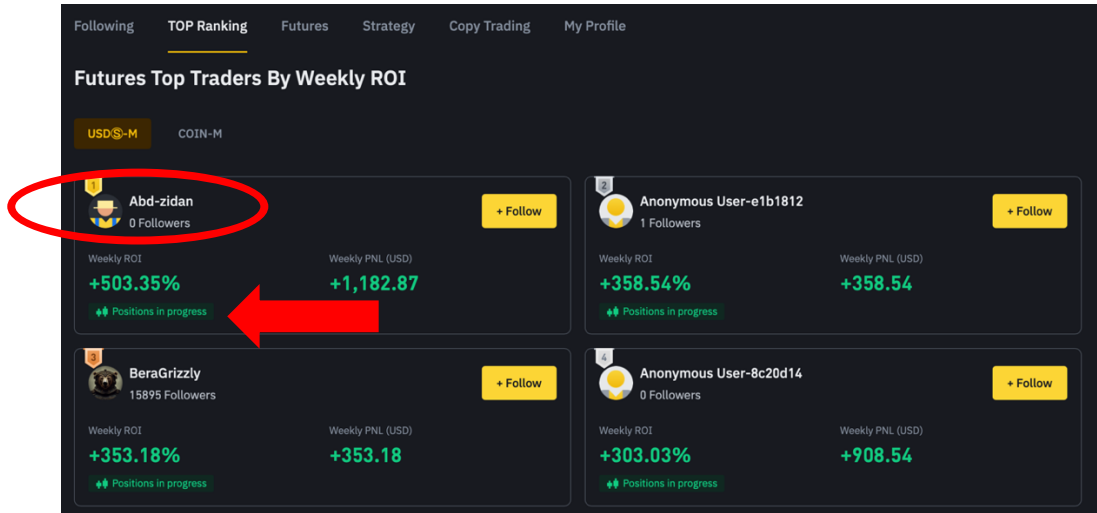 Following TOP Ranking Futures Strategy Copy Trading My Profile
Futures Top Traders By Weekly ROI
USDⓈ-M COIN-M
1
Abd-zidan
0 Followers
+ Follow
Weekly ROI Weekly PNL (USD)
+503.35% +1,182.87
Positions in progress
2
Anonymous User-e1b1812
1 Followers
+ Follow
Weekly ROI Weekly PNL (USD)
+358.54% +358.54
Positions in progress
3
BeraGrizzly
15895 Followers
+ Follow
Weekly ROI Weekly PNL (USD)
+353.18% +353.18
Positions in progress
4
Anonymous User-8c20d14
0 Followers
+ Follow
Weekly ROI Weekly PNL (USD)
+303.03% +908.54
Positions in progress